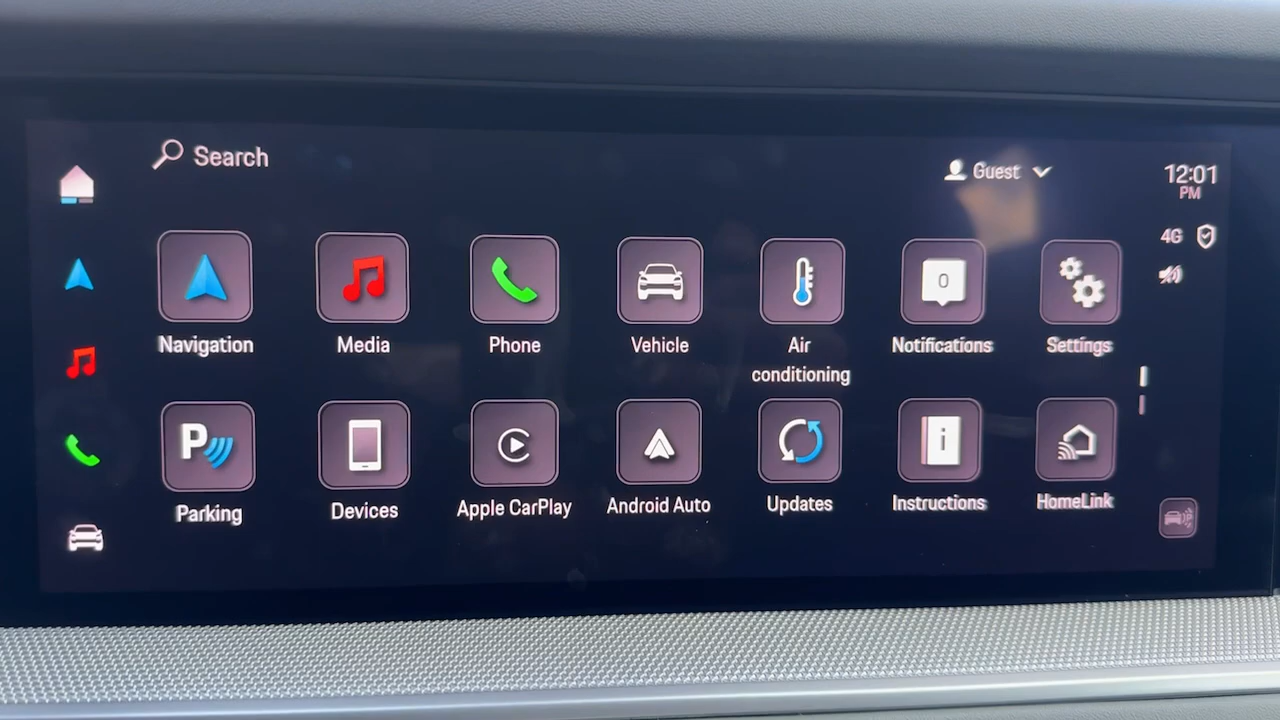 Search
Guest
12:01
PM
4G
0
Navigation
Media
Phone
Vehicle
Air
conditioning
Notifications
Settings
P
i
Parking
Devices
Apple CarPlay
Android Auto
Updates
Instructions
HomeLink